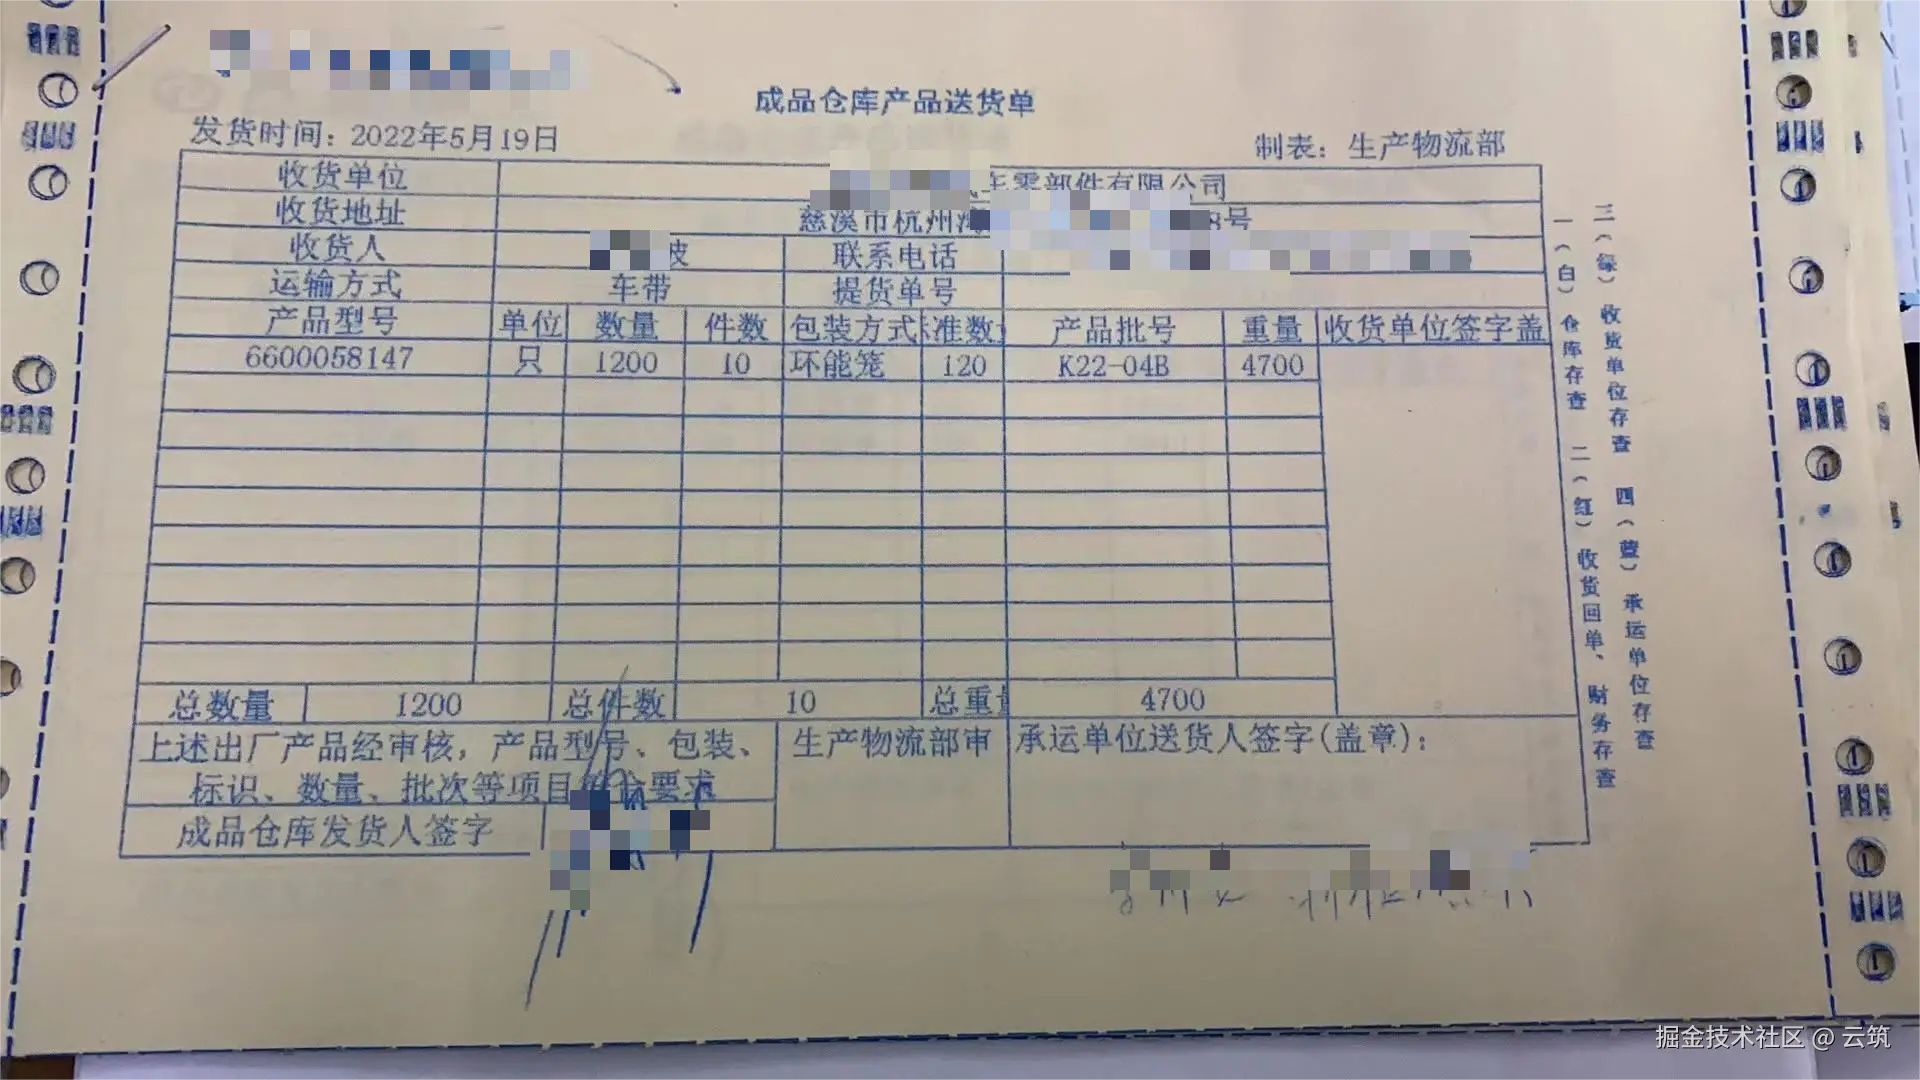 成品仓库产品送货单
发货时间：2022年5月19日 制表：生产物流部
收货单位 车零部件有限公司
收货地址 慈溪市杭州 8号
收货人 联系电话
运输方式 车带 提货单号
产品型号 单位 数量 件数 包装方式 准数 产品批号 重量 收货单位签字盖
6600058147 只 1200 10 环能笼 120 K22-04B 4700
总数量 1200 总件数 10 总重量 4700
上述出厂产品经审核，产品型号、包装、
标识、数量、批次等项目 要求
生产物流部审
承运单位送货人签字(盖章)：
成品仓库发货人签字
一(白)仓库存查 二(红)收货回单、财务存查
三(绿)收货单位存查 四(蓝)承运单位存查
掘金技术社区 @ 云筑